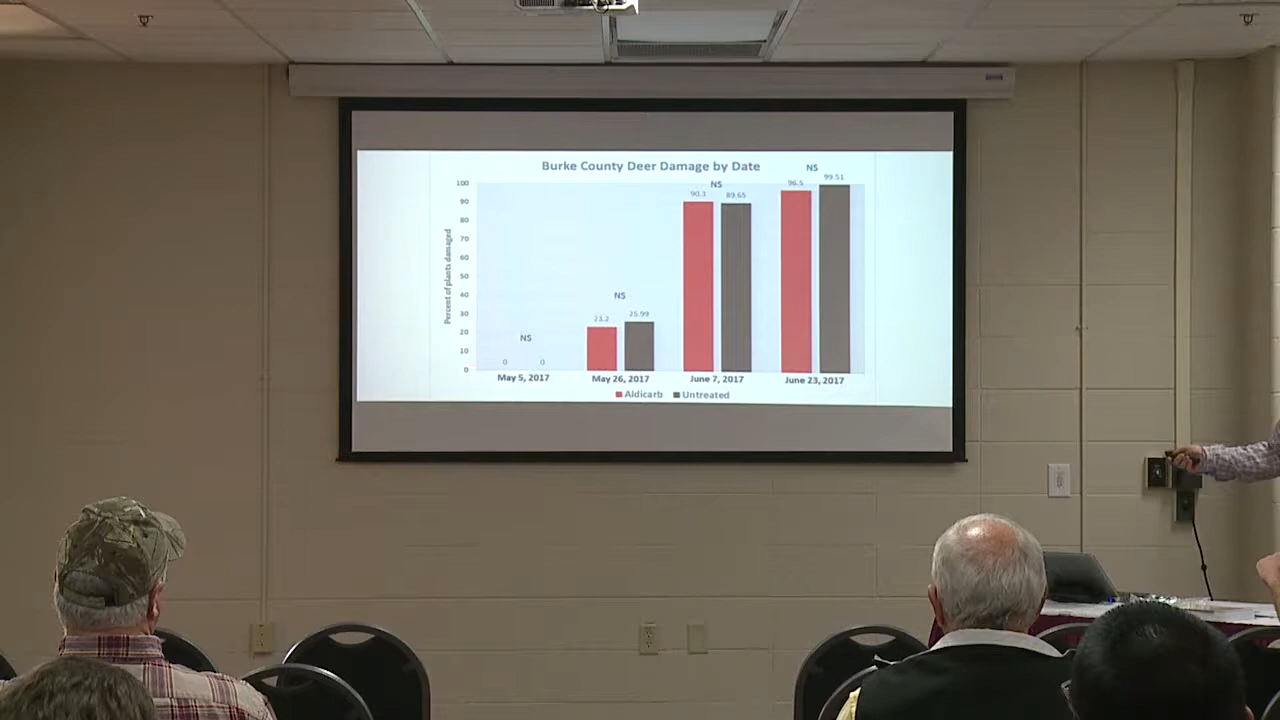 Burke County Deer Damage by Date
NS
99.51
100
NS
96.5
90.3
89.65
90
80
70
60
50
40
30
20
10
0
Percent of plants damaged
NS
23.2
25.99
NS
0
0
May 5, 2017
May 26, 2017
June 7, 2017
June 23, 2017
Aldicarb
Untreated